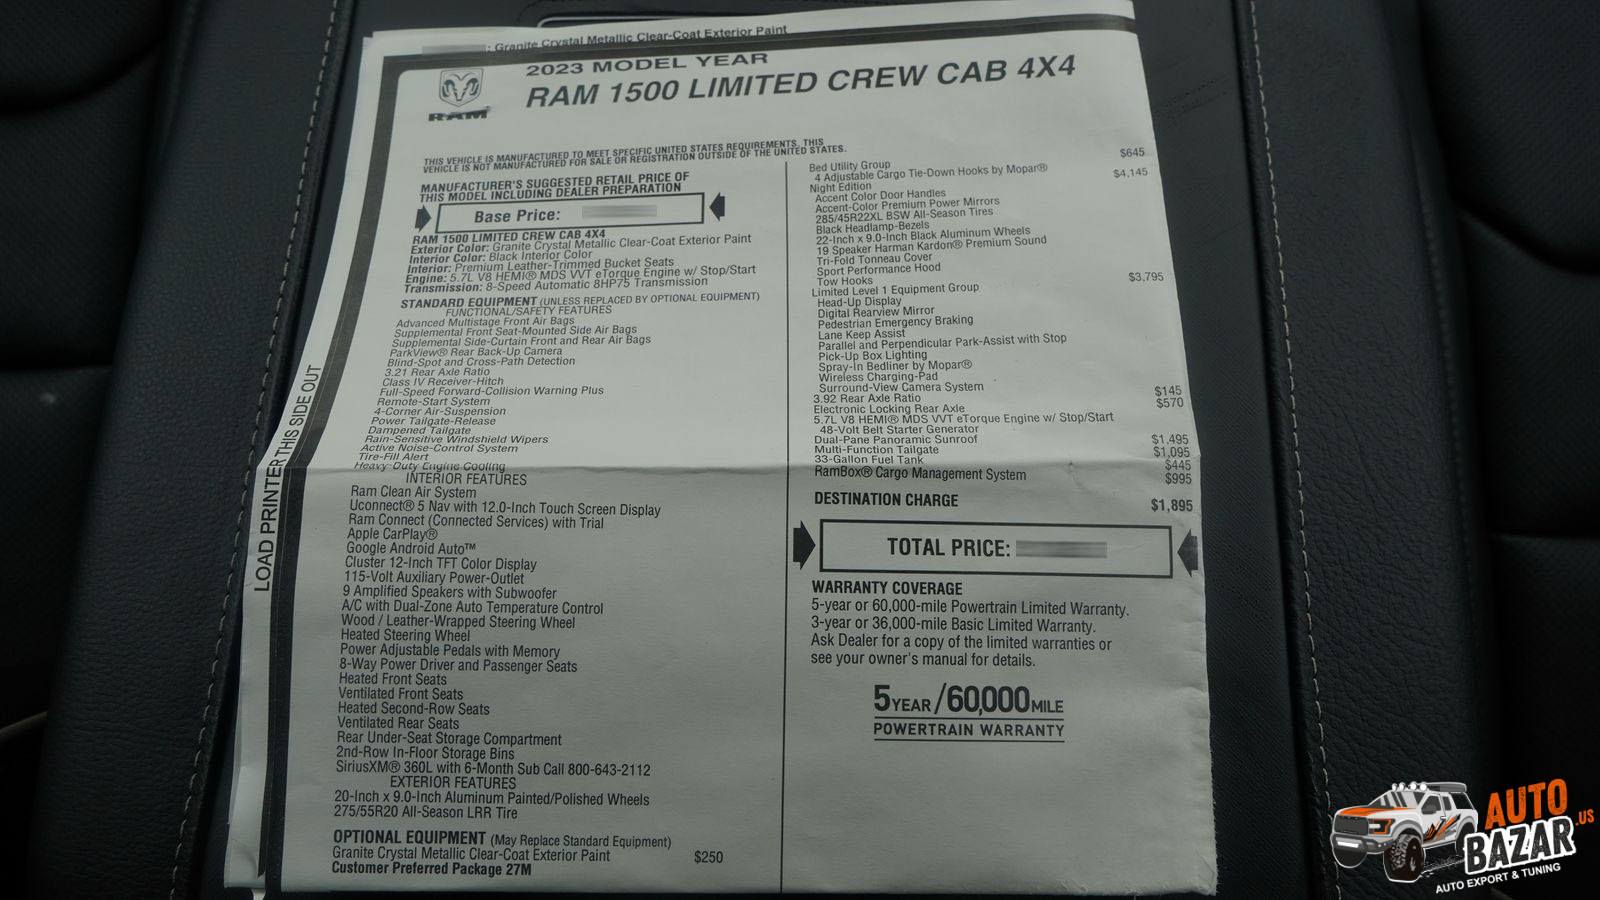 : Granite Crystal Metallic Clear-Coat Exterior Paint
2023 MODEL YEAR
RAM 1500 LIMITED CREW CAB 4X4
RAM
THIS VEHICLE IS MANUFACTURED TO MEET SPECIFIC UNITED STATES REQUIREMENTS. THIS
VEHICLE IS NOT MANUFACTURED FOR SALE OR REGISTRATION OUTSIDE OF THE UNITED STATES.
MANUFACTURER'S SUGGESTED RETAIL PRICE OF
THIS MODEL INCLUDING DEALER PREPARATION
Base Price:
RAM 1500 LIMITED CREW CAB 4X4
Exterior Color: Granite Crystal Metallic Clear-Coat Exterior Paint
Interior Color: Black Interior Color
Interior: Premium Leather-Trimmed Bucket Seats
Engine: 5.7L V8 HEMI® MDS VVT eTorque Engine w/ Stop/Start
Transmission: 8-Speed Automatic 8HP75 Transmission
STANDARD EQUIPMENT (UNLESS REPLACED BY OPTIONAL EQUIPMENT)
FUNCTIONAL/SAFETY FEATURES
Advanced Multistage Front Air Bags
Supplemental Front Seat-Mounted Side Air Bags
Supplemental Side-Curtain Front and Rear Air Bags
ParkView® Rear Back-Up Camera
Blind-Spot and Cross-Path Detection
3.21 Rear Axle Ratio
Class IV Receiver-Hitch
Full-Speed Forward-Collision Warning Plus
Remote-Start System
4-Corner Air-Suspension
Power Tailgate-Release
Dampened Tailgate
Rain-Sensitive Windshield Wipers
Active Noise-Control System
Tire-Fill Alert
Heavy-Duty Engine Cooling
INTERIOR FEATURES
Ram Clean Air System
Uconnect® 5 Nav with 12.0-Inch Touch Screen Display
Ram Connect (Connected Services) with Trial
Apple CarPlay®
Google Android Auto™
Cluster 12-Inch TFT Color Display
115-Volt Auxiliary Power-Outlet
9 Amplified Speakers with Subwoofer
A/C with Dual-Zone Auto Temperature Control
Wood / Leather-Wrapped Steering Wheel
Heated Steering Wheel
Power Adjustable Pedals with Memory
8-Way Power Driver and Passenger Seats
Heated Front Seats
Ventilated Front Seats
Heated Second-Row Seats
Ventilated Rear Seats
Rear Under-Seat Storage Compartment
2nd-Row In-Floor Storage Bins
SiriusXM® 360L with 6-Month Sub Call 800-643-2112
EXTERIOR FEATURES
20-Inch x 9.0-Inch Aluminum Painted/Polished Wheels
275/55R20 All-Season LRR Tire
OPTIONAL EQUIPMENT (May Replace Standard Equipment)
Granite Crystal Metallic Clear-Coat Exterior Paint $250
Customer Preferred Package 27M
Bed Utility Group $645
4 Adjustable Cargo Tie-Down Hooks by Mopar®
Night Edition $4,145
Accent Color Door Handles
Accent-Color Premium Power Mirrors
285/45R22XL BSW All-Season Tires
Black Headlamp-Bezels
22-Inch x 9.0-Inch Black Aluminum Wheels
19 Speaker Harman Kardon® Premium Sound
Tri-Fold Tonneau Cover
Sport Performance Hood
Tow Hooks
Limited Level 1 Equipment Group $3,795
Head-Up Display
Digital Rearview Mirror
Pedestrian Emergency Braking
Lane Keep Assist
Parallel and Perpendicular Park-Assist with Stop
Pick-Up Box Lighting
Spray-In Bedliner by Mopar®
Wireless Charging-Pad
Surround-View Camera System
3.92 Rear Axle Ratio $145
Electronic Locking Rear Axle $570
5.7L V8 HEMI® MDS VVT eTorque Engine w/ Stop/Start
48-Volt Belt Starter Generator
Dual-Pane Panoramic Sunroof $1,495
Multi-Function Tailgate $1,095
33-Gallon Fuel Tank $445
RamBox® Cargo Management System $995
DESTINATION CHARGE $1,895
TOTAL PRICE:
WARRANTY COVERAGE
5-year or 60,000-mile Powertrain Limited Warranty.
3-year or 36,000-mile Basic Limited Warranty.
Ask Dealer for a copy of the limited warranties or
see your owner's manual for details.
5 YEAR / 60,000 MILE
POWERTRAIN WARRANTY
LOAD PRINTER THIS SIDE OUT
AUTO
BAZAR.US
AUTO EXPORT & TUNING